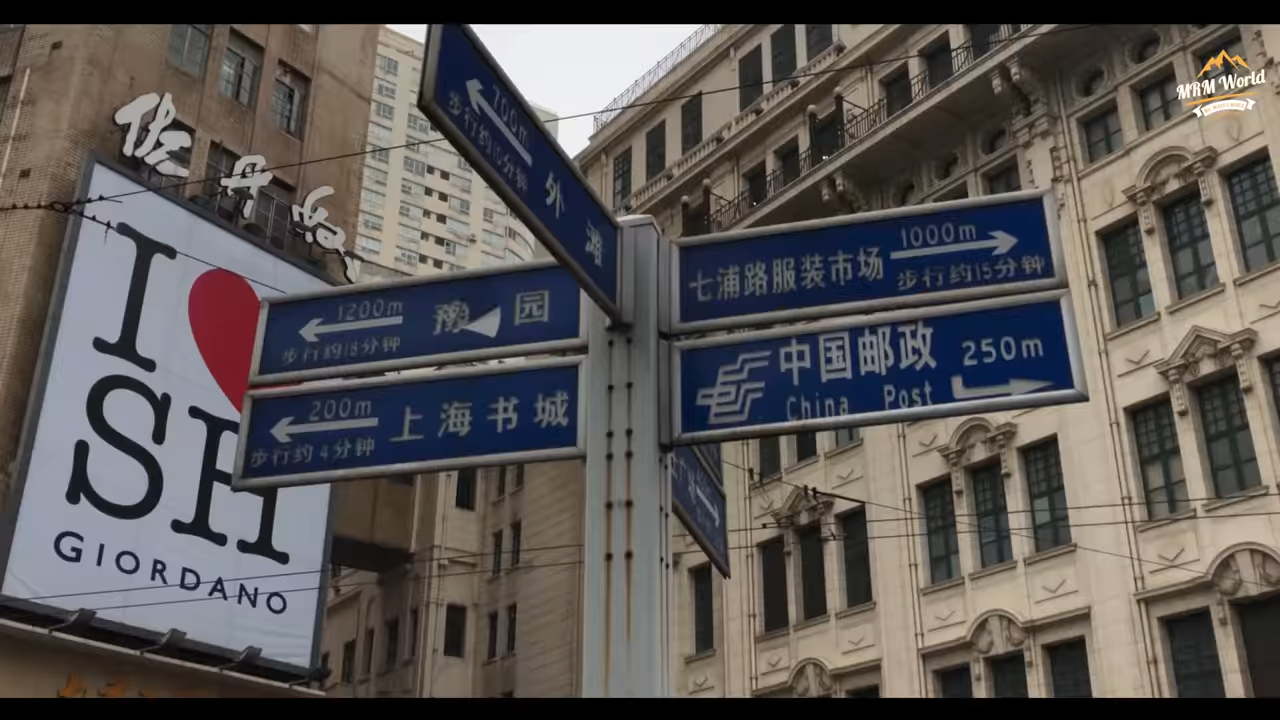 MRM World
佐丹奴
I
SH
GIORDANO
700m
步行约10分钟
外滩
1200m
豫 园
步行约18分钟
200m
上海书城
步行约4分钟
七浦路服装市场
1000m
步行约15分钟
中国邮政 250m
China Post